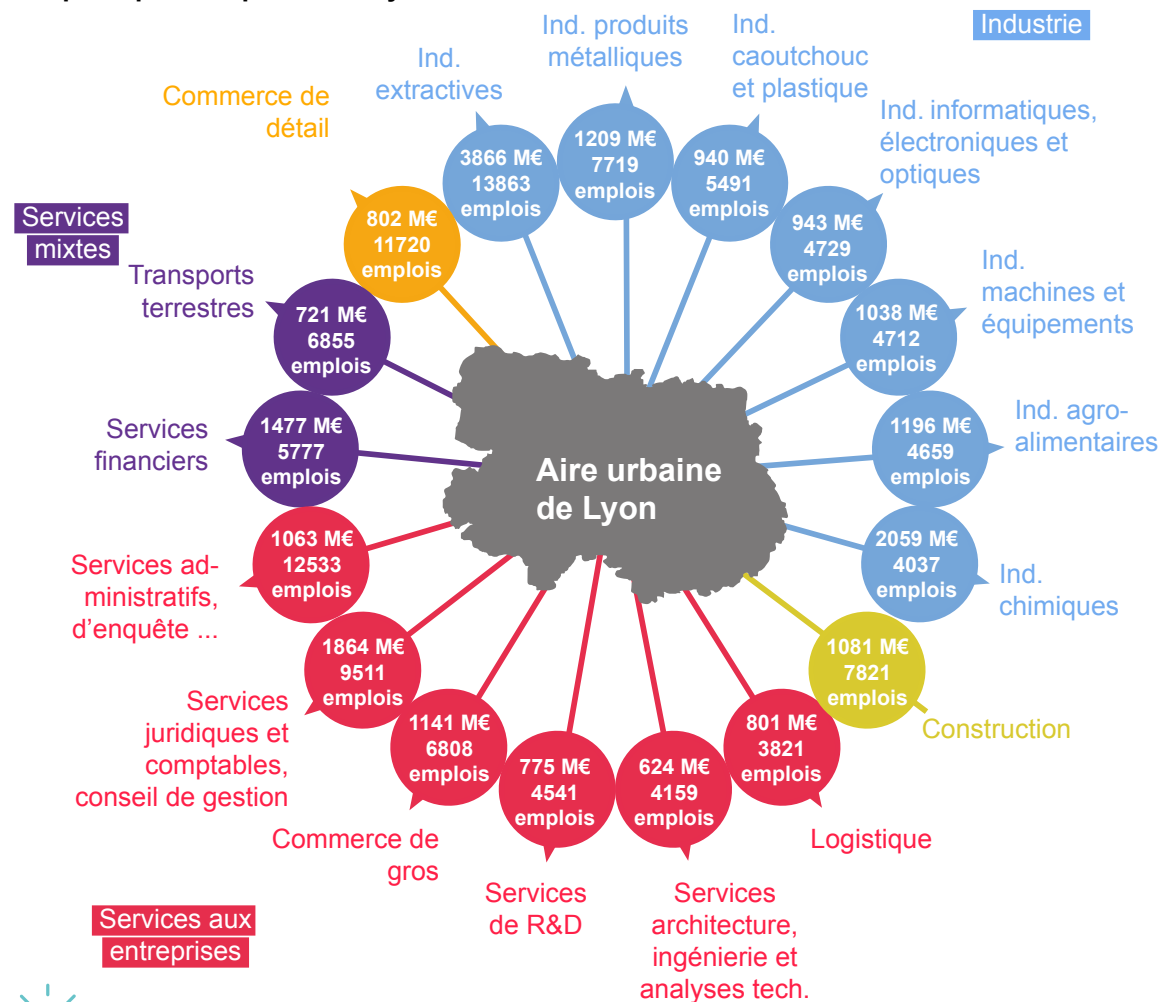 Industrie
Ind. produits
métalliques
1209 M€
7719
emplois
Ind.
caoutchouc
et plastique
940 M€
5491
emplois
Ind. informatiques,
électroniques et
optiques
943 M€
4729
emplois
Ind.
machines et
équipements
1038 M€
4712
emplois
Ind. agro-
alimentaires
1196 M€
4659
emplois
Ind.
chimiques
2059 M€
4037
emplois
Construction
1081 M€
7821
emplois
Logistique
801 M€
3821
emplois
Services
architecture,
ingénierie et
analyses tech.
624 M€
4159
emplois
Services
de R&D
775 M€
4541
emplois
Commerce de
gros
1141 M€
6808
emplois
Services
juridiques et
comptables,
conseil de gestion
1864 M€
9511
emplois
Services ad-
ministratifs,
d'enquête ...
1063 M€
12533
emplois
Services
financiers
1477 M€
5777
emplois
Transports
terrestres
721 M€
6855
emplois
Commerce de
détail
802 M€
11720
emplois
Ind.
extractives
3866 M€
13863
emplois
Aire urbaine
de Lyon
Services
mixtes
Services aux
entreprises